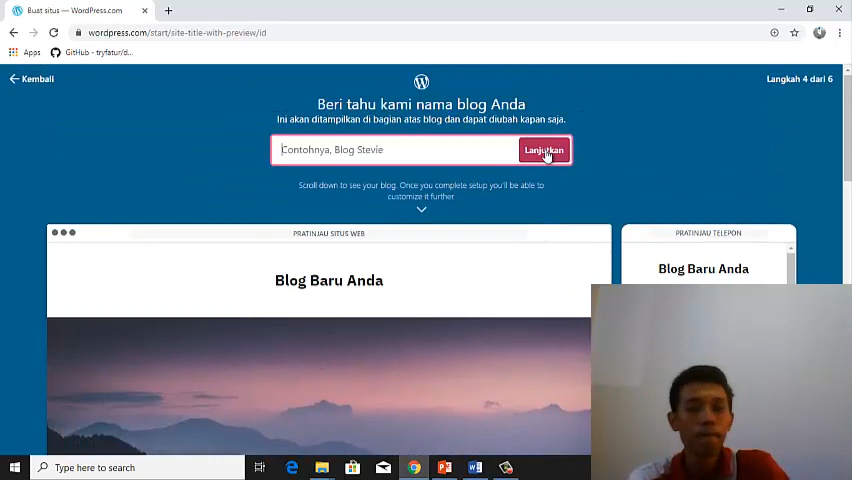 Buat situs — WordPress.com
wordpress.com/start/site-title-with-preview/id
Apps
GitHub - tryfatur/d...
Kembali
Langkah 4 dari 6
Beri tahu kami nama blog Anda
Ini akan ditampilkan di bagian atas blog dan dapat diubah kapan saja.
Contohnya, Blog Stevie
Lanjutkan
Scroll down to see your blog. Once you complete setup you'll be able to
customize it further
PRATINJAU SITUS WEB
PRATINJAU TELEPON
Blog Baru Anda
Blog Baru Anda
Type here to search